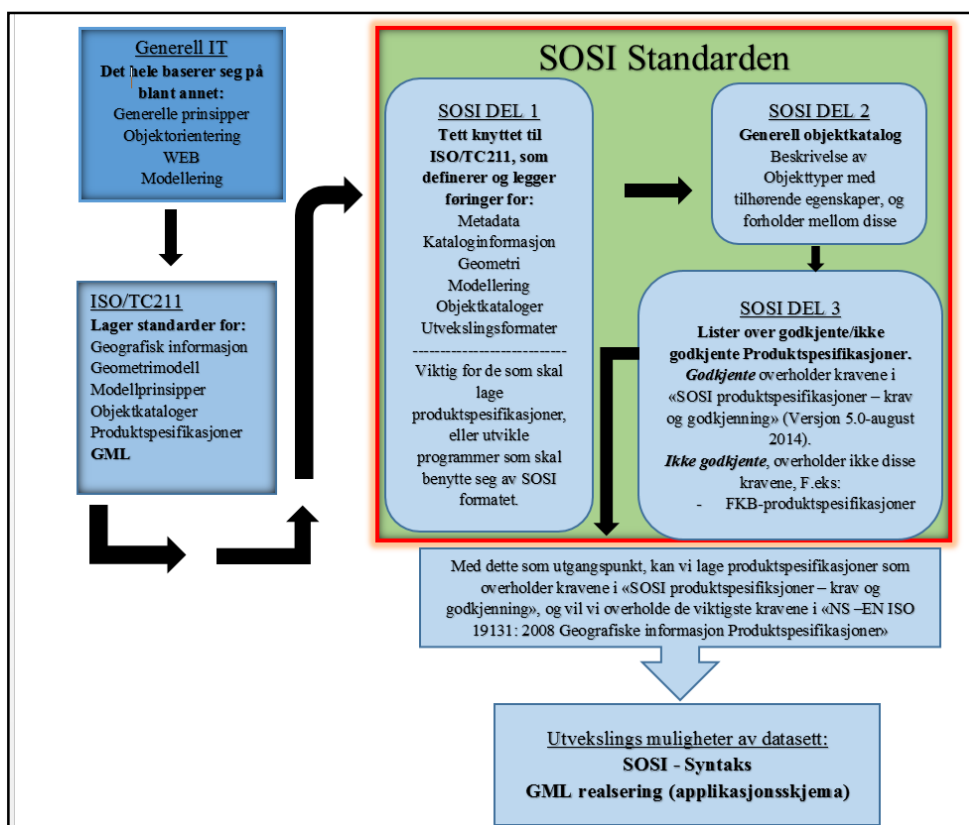 Generell IT
Det hele baserer seg på
blant annet:
Generelle prinsipper
Objektorientering
WEB
Modellering
ISO/TC211
Lager standarder for:
Geografisk informasjon
Geometrimodell
Modellprinsipper
Objektkataloger
Produktspesifikasjoner
GML
SOSI Standarden
SOSI DEL 1
Tett knyttet til
ISO/TC211, som
definerer og legger
føringer for:
Metadata
Kataloginformasjon
Geometri
Modellering
Objektkataloger
Utvekslingsformater
----------------------------
Viktig for de som skal
lage
produktspesifikasjoner,
eller utvikle
programmer som skal
benytte seg av SOSI
formatet.
SOSI DEL 2
Generell objektkatalog
Beskrivelse av
Objekttyper med
tilhørende egenskaper, og
forholder mellom disse
SOSI DEL 3
Lister over godkjente/ikke
godkjente Produktspesifikasjoner.
Godkjente overholder kravene i
«SOSI produktspesifikasjoner – krav
og godkjenning» (Versjon 5.0-august
2014).
Ikke godkjente, overholder ikke disse
kravene, F.eks:
- FKB-produktspesifikasjoner
Med dette som utgangspunkt, kan vi lage produktspesifikasjoner som
overholder kravene i «SOSI produktspesifiksjoner – krav og
godkjenning», og vil vi overholde de viktigste kravene i «NS –EN ISO
19131: 2008 Geografiske informasjon Produktspesifikasjoner»
Utvekslings muligheter av datasett:
SOSI - Syntaks
GML realsering (applikasjonsskjema)